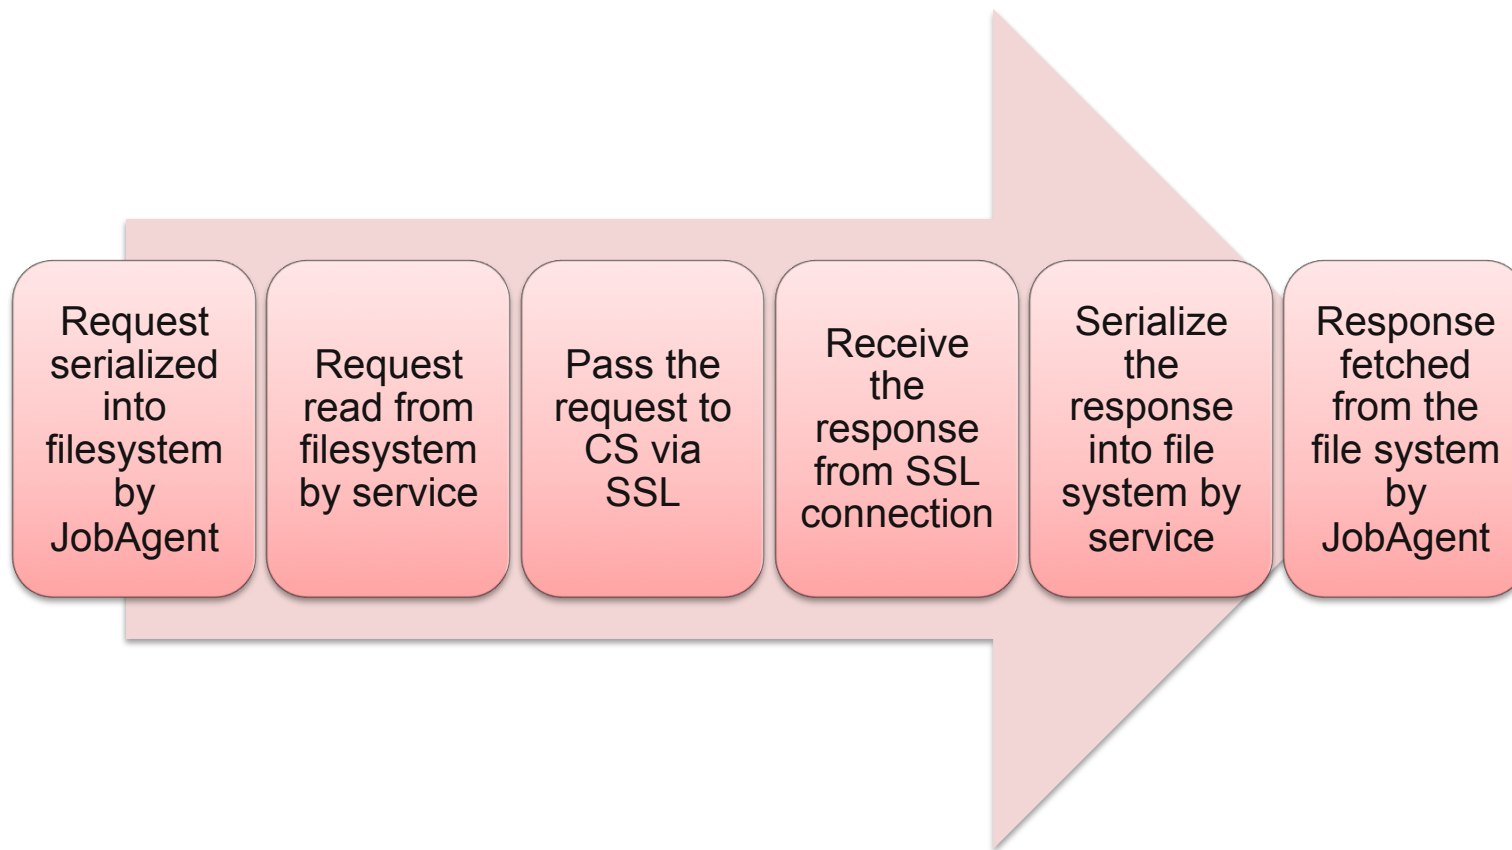 Request
serialized
into
filesystem
by
JobAgent
Request
read from
filesystem
by service
Pass the
request to
CS via
SSL
Receive
the
response
from SSL
connection
Serialize
the
response
into file
system by
service
Response
fetched
from the
file system
by
JobAgent